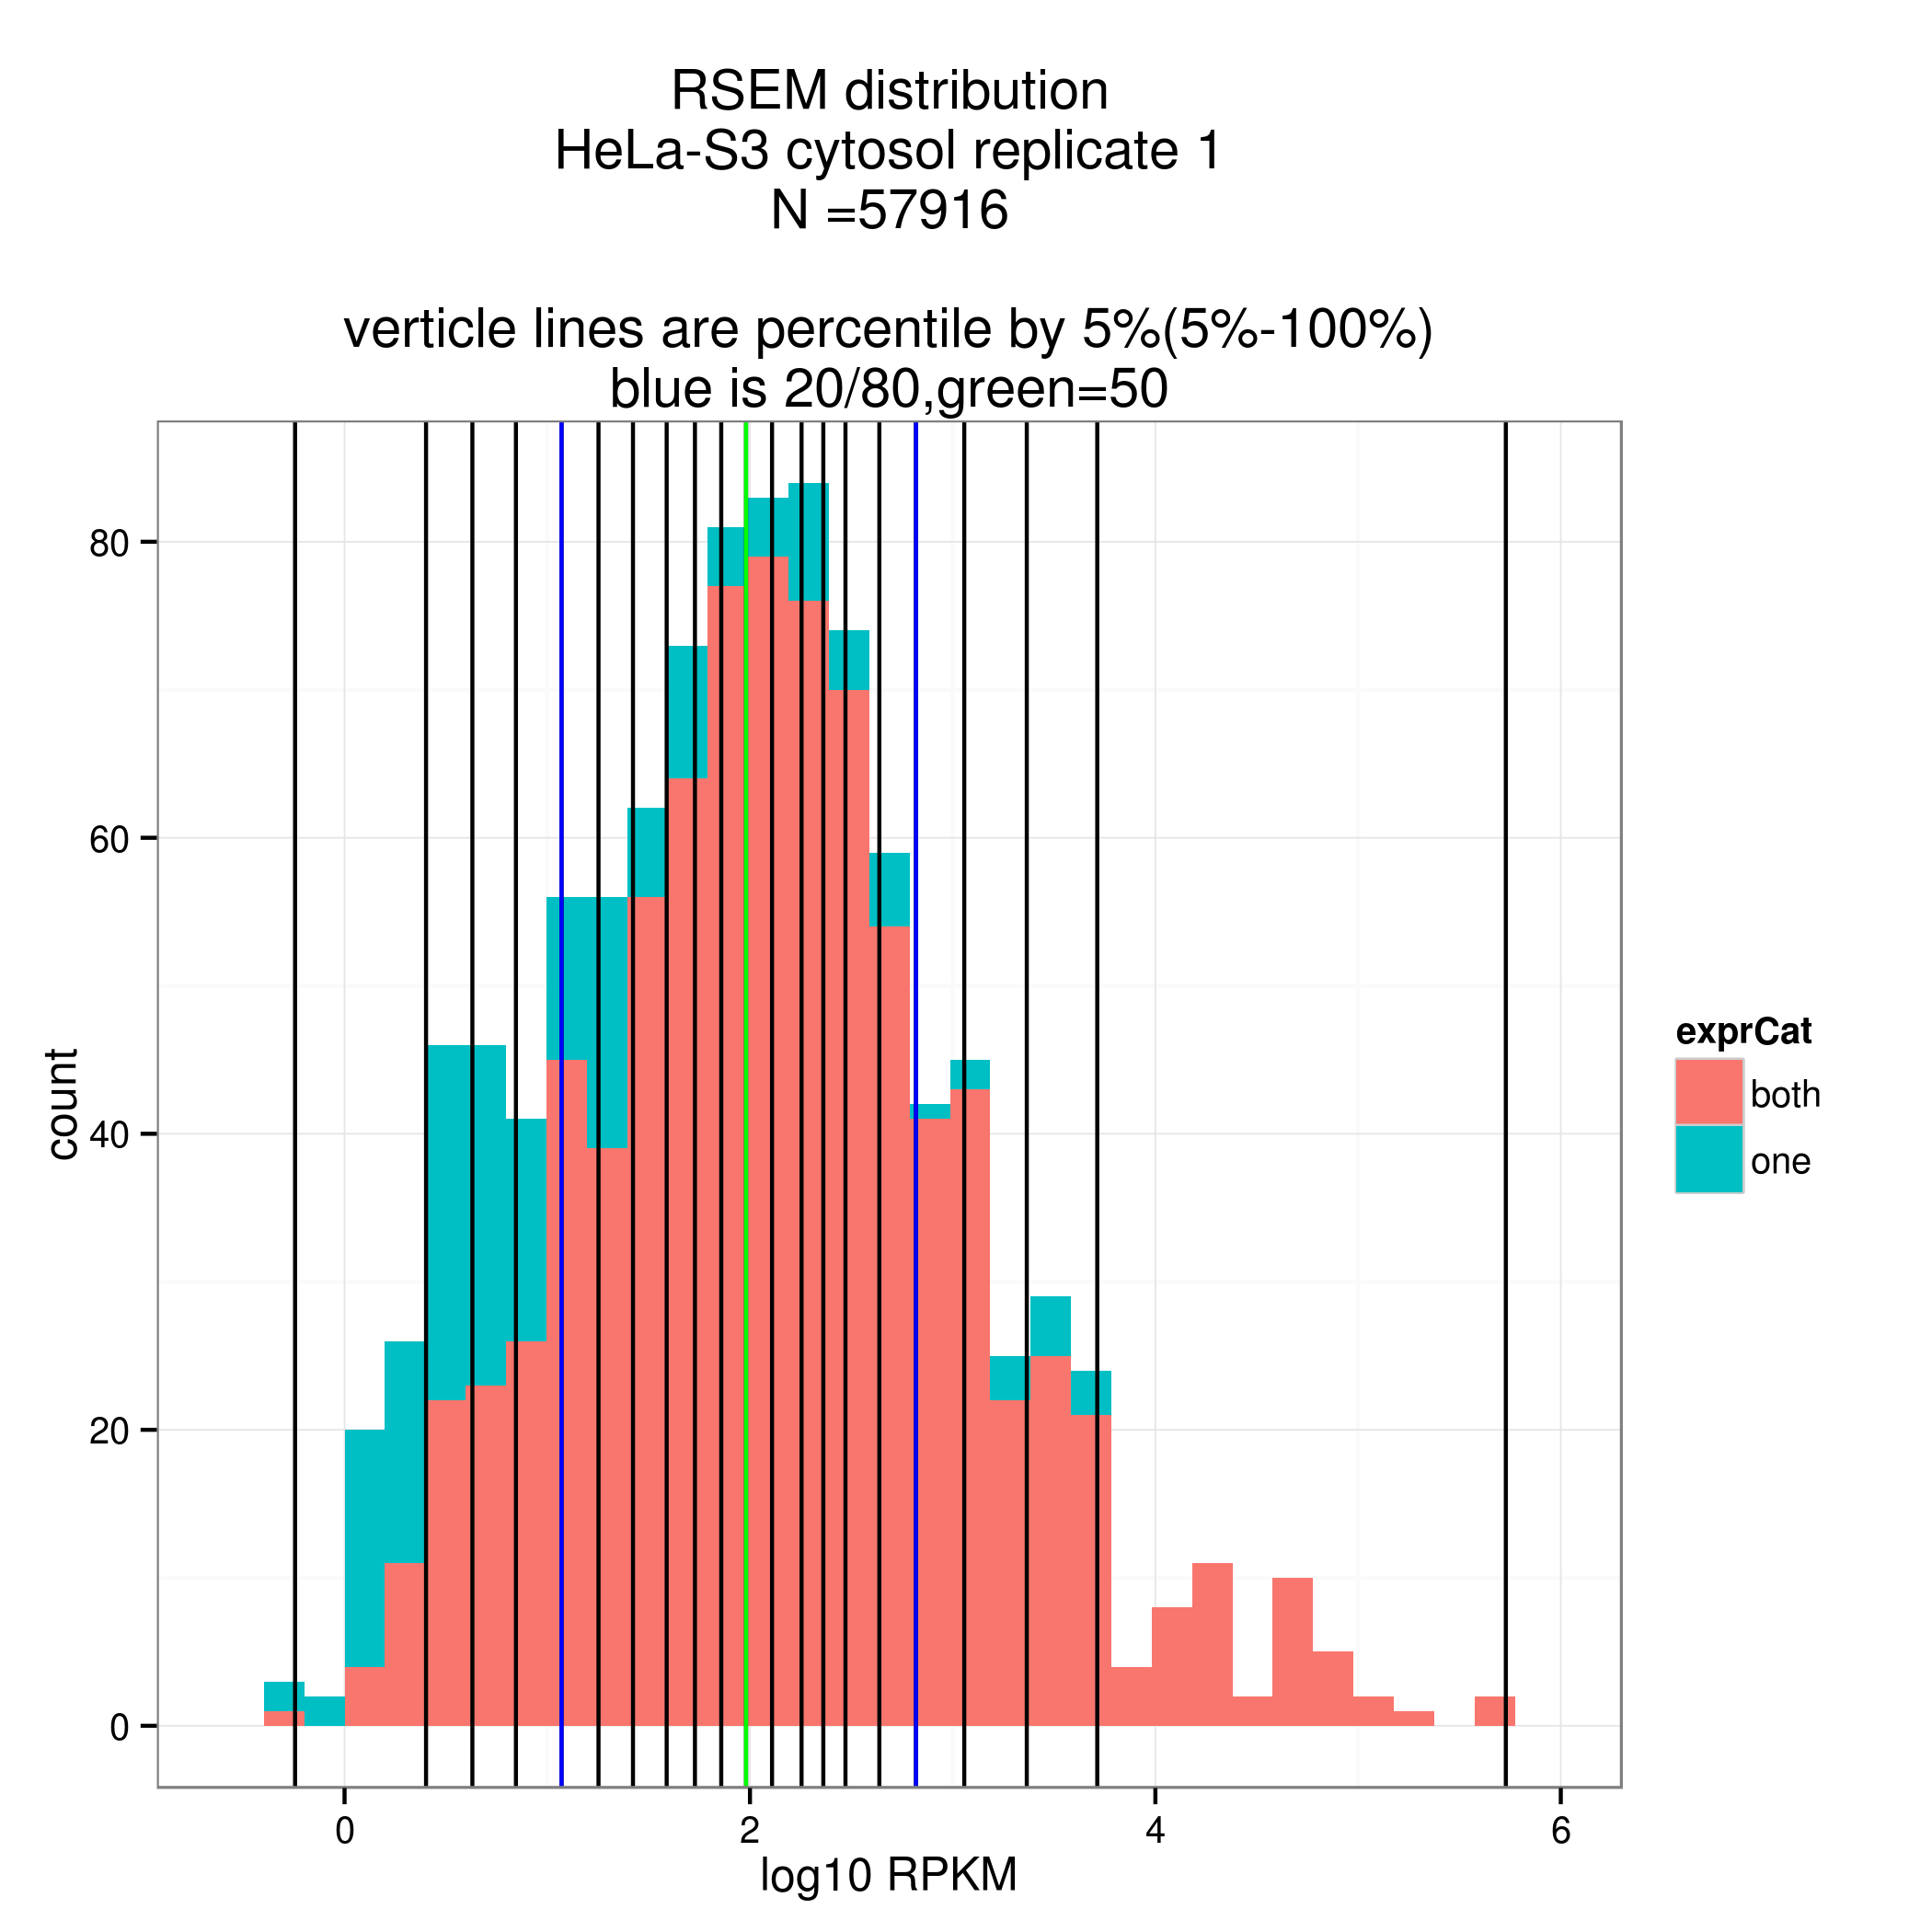 RSEM distribution
HeLa-S3 cytosol replicate 1
N =57916
verticle lines are percentile by 5%(5%-100%)
blue is 20/80,green=50
80
60
40
20
0
count
0 2 4 6
log10 RPKM
exprCat
both
one